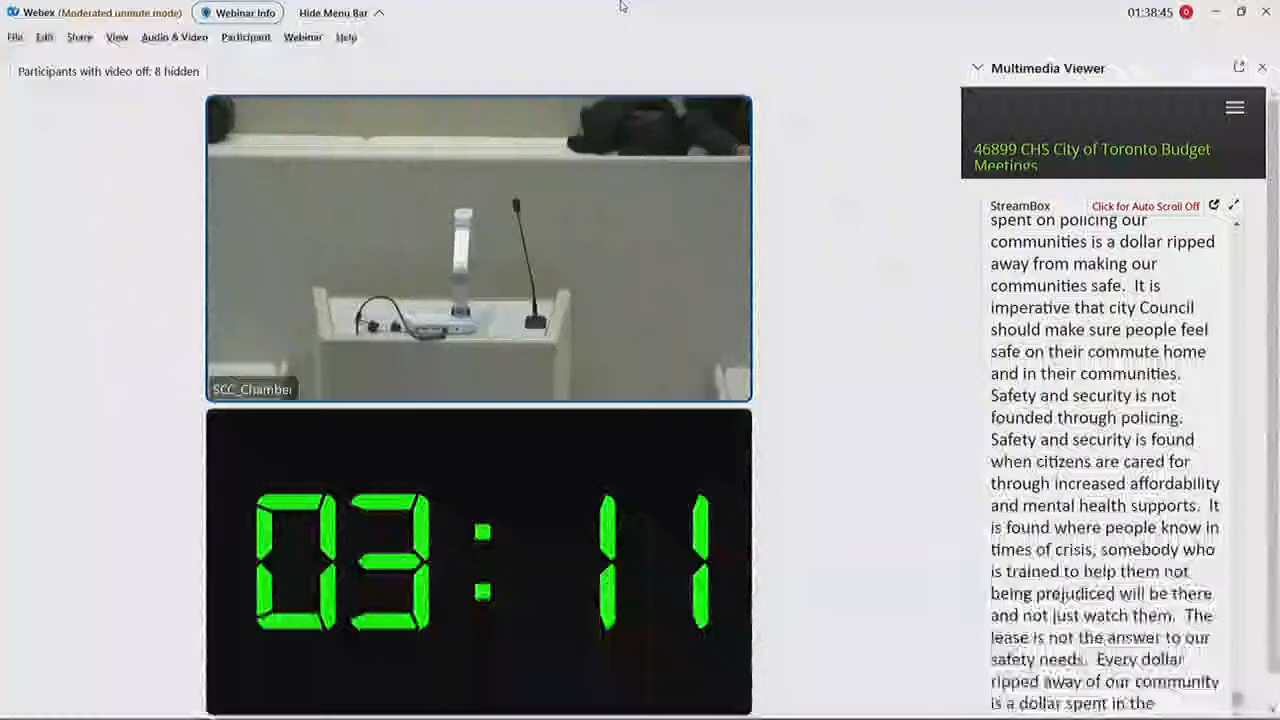 Webex (Moderated unmute mode) Webinar Info Hide Menu Bar 01:38:45
File Edit Share View Audio & Video Participant Webinar Help
Participants with video off: 8 hidden
SCC_Chamber
03:11
Multimedia Viewer
46899 CHS City of Toronto Budget
Meetings
StreamBox Click for Auto Scroll Off
spent on policing our
communities is a dollar ripped
away from making our
communities safe. It is
imperative that city Council
should make sure people feel
safe on their commute home
and in their communities.
Safety and security is not
founded through policing.
Safety and security is found
when citizens are cared for
through increased affordability
and mental health supports. It
is found where people know in
times of crisis, somebody who
is trained to help them not
being prejudiced will be there
and not just watch them. The
lease is not the answer to our
safety needs. Every dollar
ripped away of our community
is a dollar spent in the